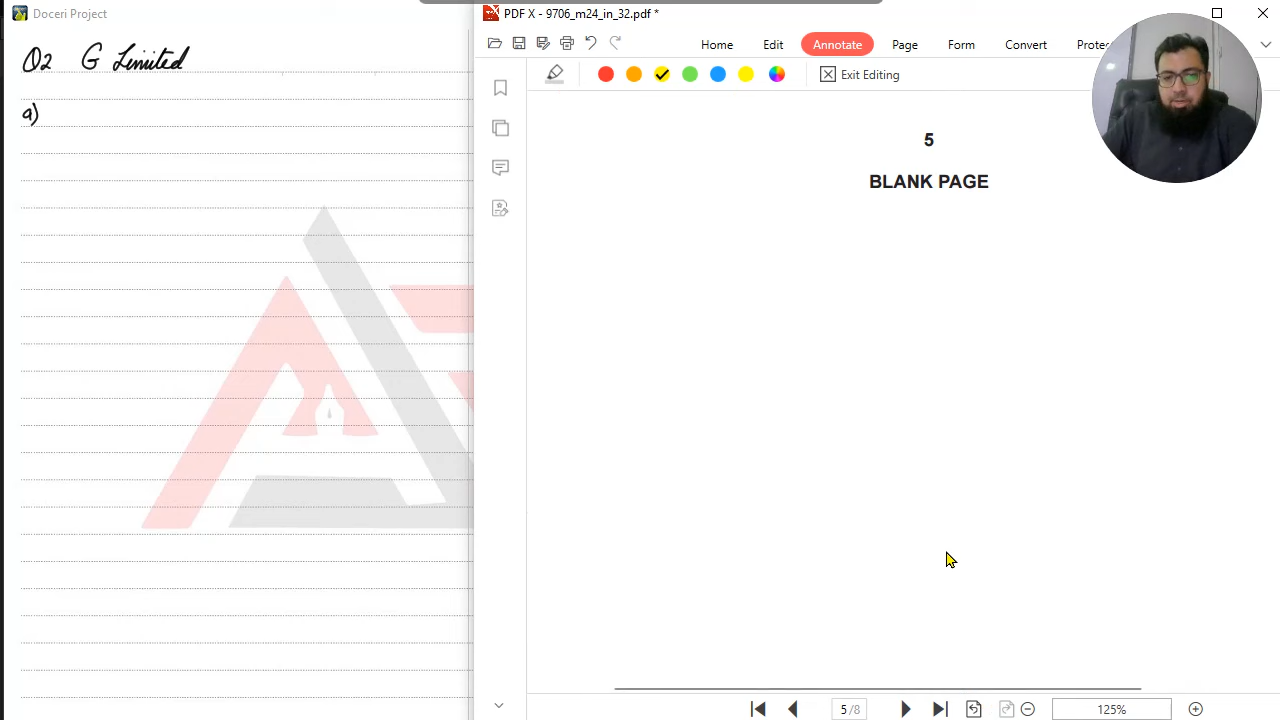 Doceri Project
Q2 G Limited
a)
PDF X - 9706_m24_in_32.pdf *
Home Edit Annotate Page Form Convert Protec
Exit Editing
5
BLANK PAGE
5 /8
125%